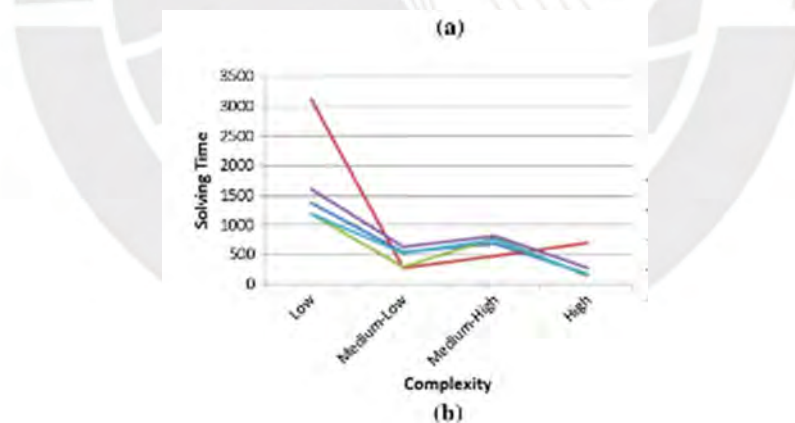 (a)
3500
3000
2500
2000
1500
1000
500
0
Solving Time
Low
Medium-Low
Medium-High
High
Complexity
(b)